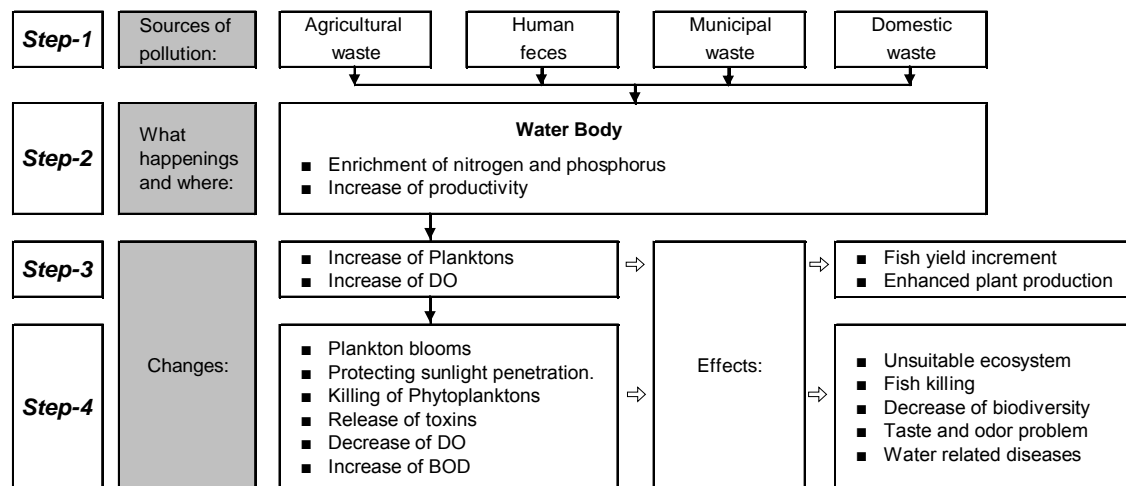 Step-1
Sources of
pollution:
Agricultural
waste
Human
feces
Municipal
waste
Domestic
waste
Step-2
What
happenings
and where:
Water Body
■ Enrichment of nitrogen and phosphorus
■ Increase of productivity
Step-3
■ Increase of Planktons
■ Increase of DO
■ Fish yield increment
■ Enhanced plant production
Step-4
Changes:
■ Plankton blooms
■ Protecting sunlight penetration.
■ Killing of Phytoplanktons
■ Release of toxins
■ Decrease of DO
■ Increase of BOD
Effects:
■ Unsuitable ecosystem
■ Fish killing
■ Decrease of biodiversity
■ Taste and odor problem
■ Water related diseases